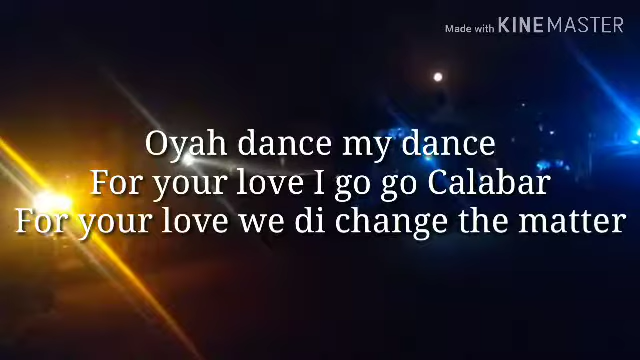 Made with KINEMASTER
Oyah dance my dance
For your love I go go Calabar
For your love we di change the matter